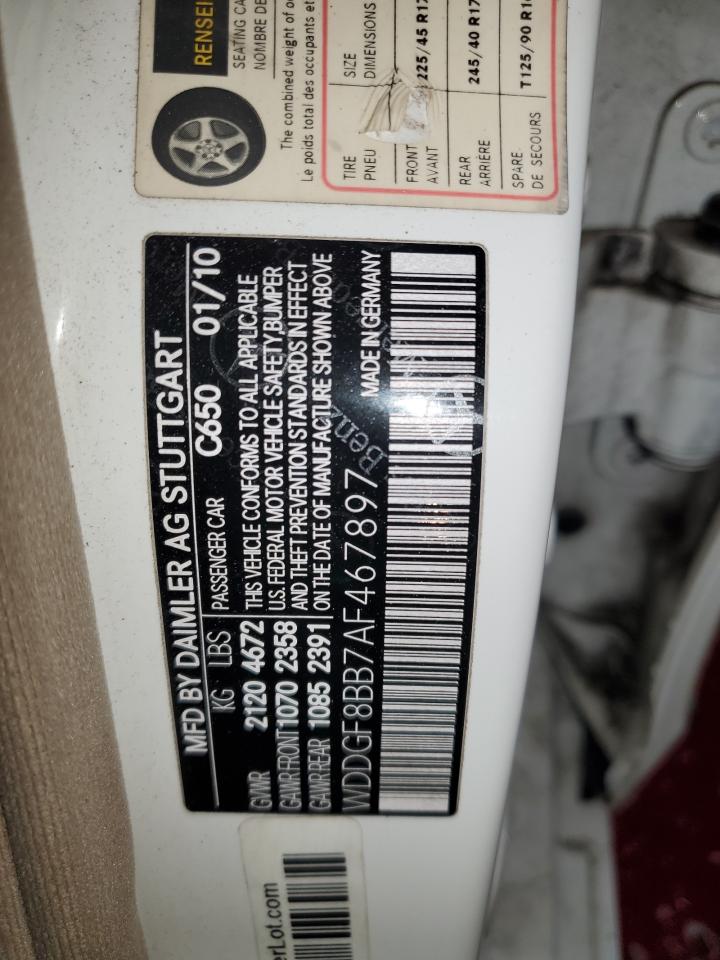 RENSEI
SEATING CA
NOMBRE DE
The combined weight of oc
Le poids total des occupants et
TIRE SIZE
PNEU DIMENSIONS
FRONT 225/45 R17
AVANT
REAR 245/40 R17
ARRIÈRE
SPARE T125/90 R16
DE SECOURS
MFD BY DAIMLER AG STUTTGART
KG LBS PASSENGER CAR C650 01/10
GVWR 2120 4672 THIS VEHICLE CONFORMS TO ALL APPLICABLE
GAWR FRONT 1070 2358 U.S. FEDERAL MOTOR VEHICLE SAFETY, BUMPER
GAWR REAR 1085 2391 AND THEFT PREVENTION STANDARDS IN EFFECT
ON THE DATE OF MANUFACTURE SHOWN ABOVE
WDDGF8BB7AF467897 MADE IN GERMANY
Benz
erLot.com